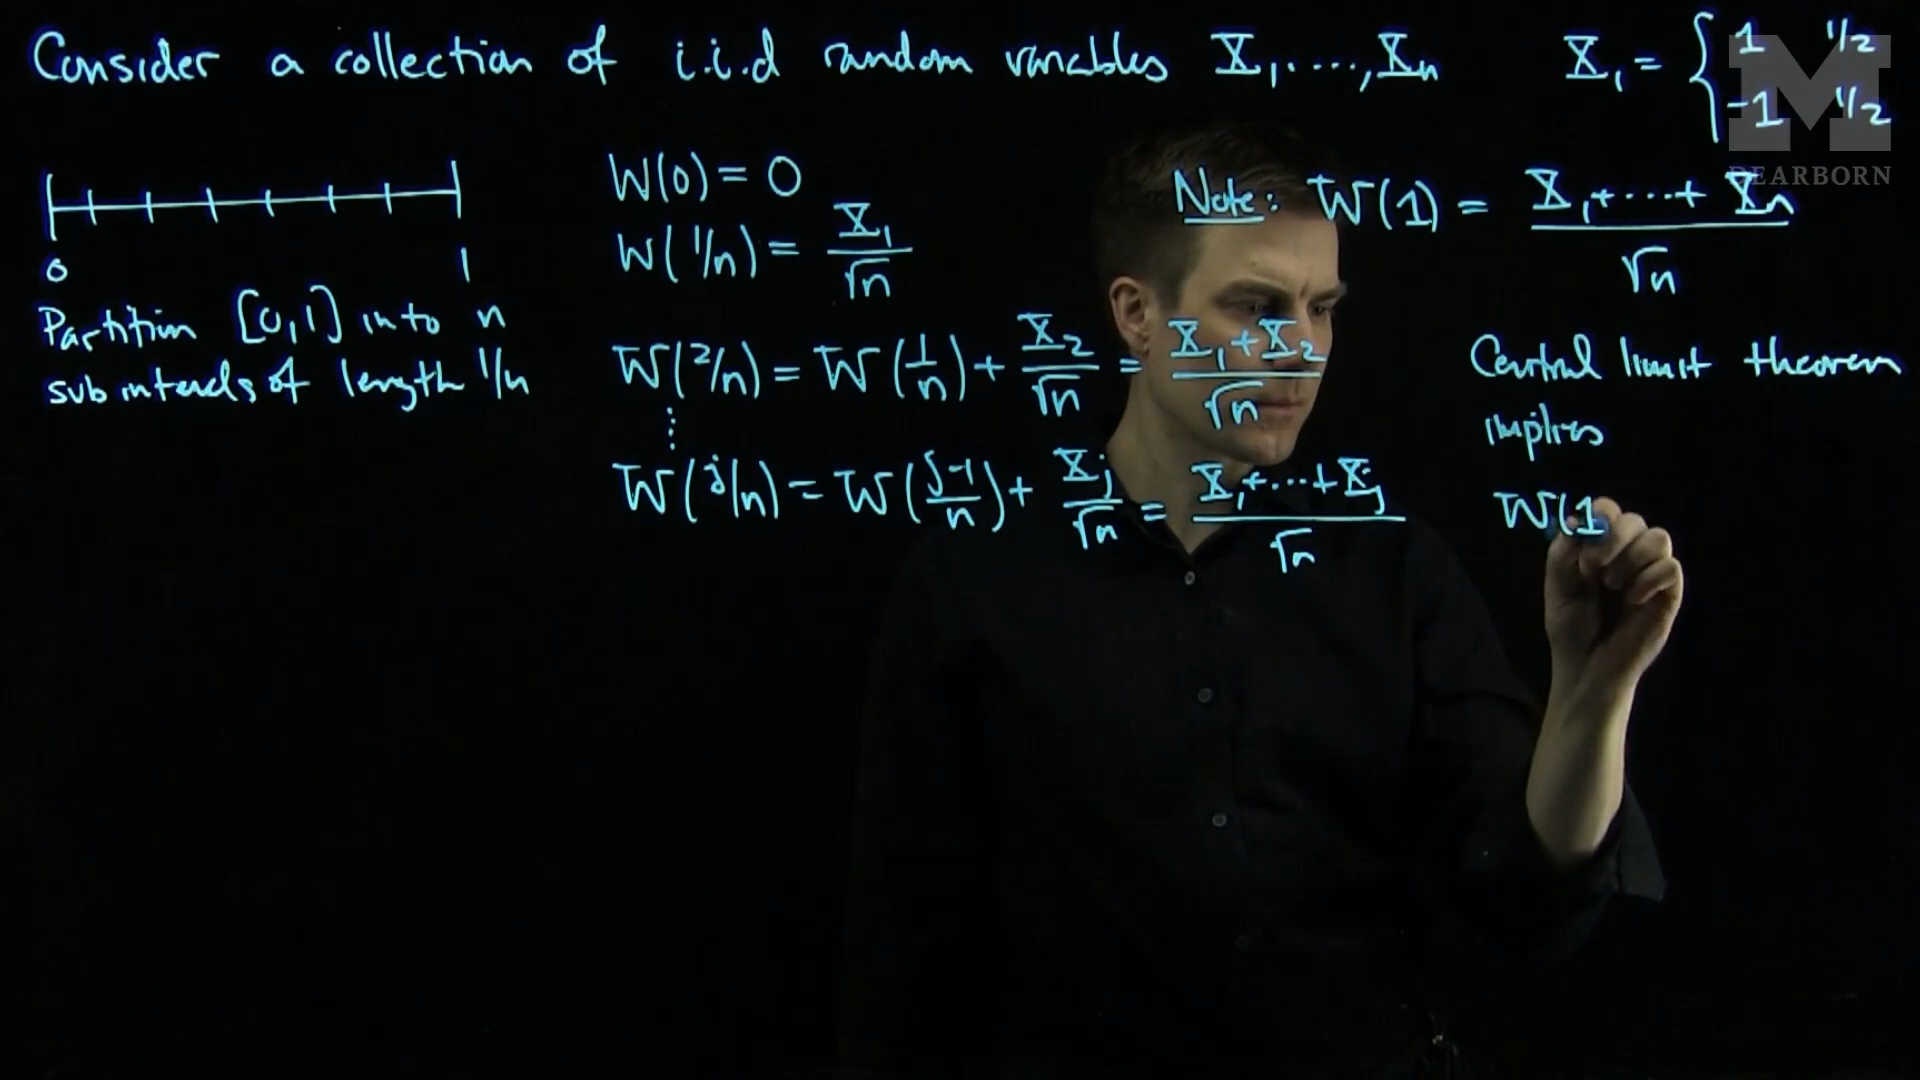 Consider a collection of i.i.d random variables X₁, ..., Xₙ X₁ = { 1 1/2
-1 1/2
DEARBORN
0 1
Partition [0,1] into n
subintervals of length 1/n
W(0) = 0
W(1/n) = X₁/√n
W(2/n) = W(1/n) + X₂/√n = (X₁+X₂)/√n
⋮
W(j/n) = W((j-1)/n) + Xⱼ/√n = (X₁+⋯+Xⱼ)/√n
Note: W(1) = (X₁+⋯+Xₙ)/√n
Central limit theorem
implies
W(1